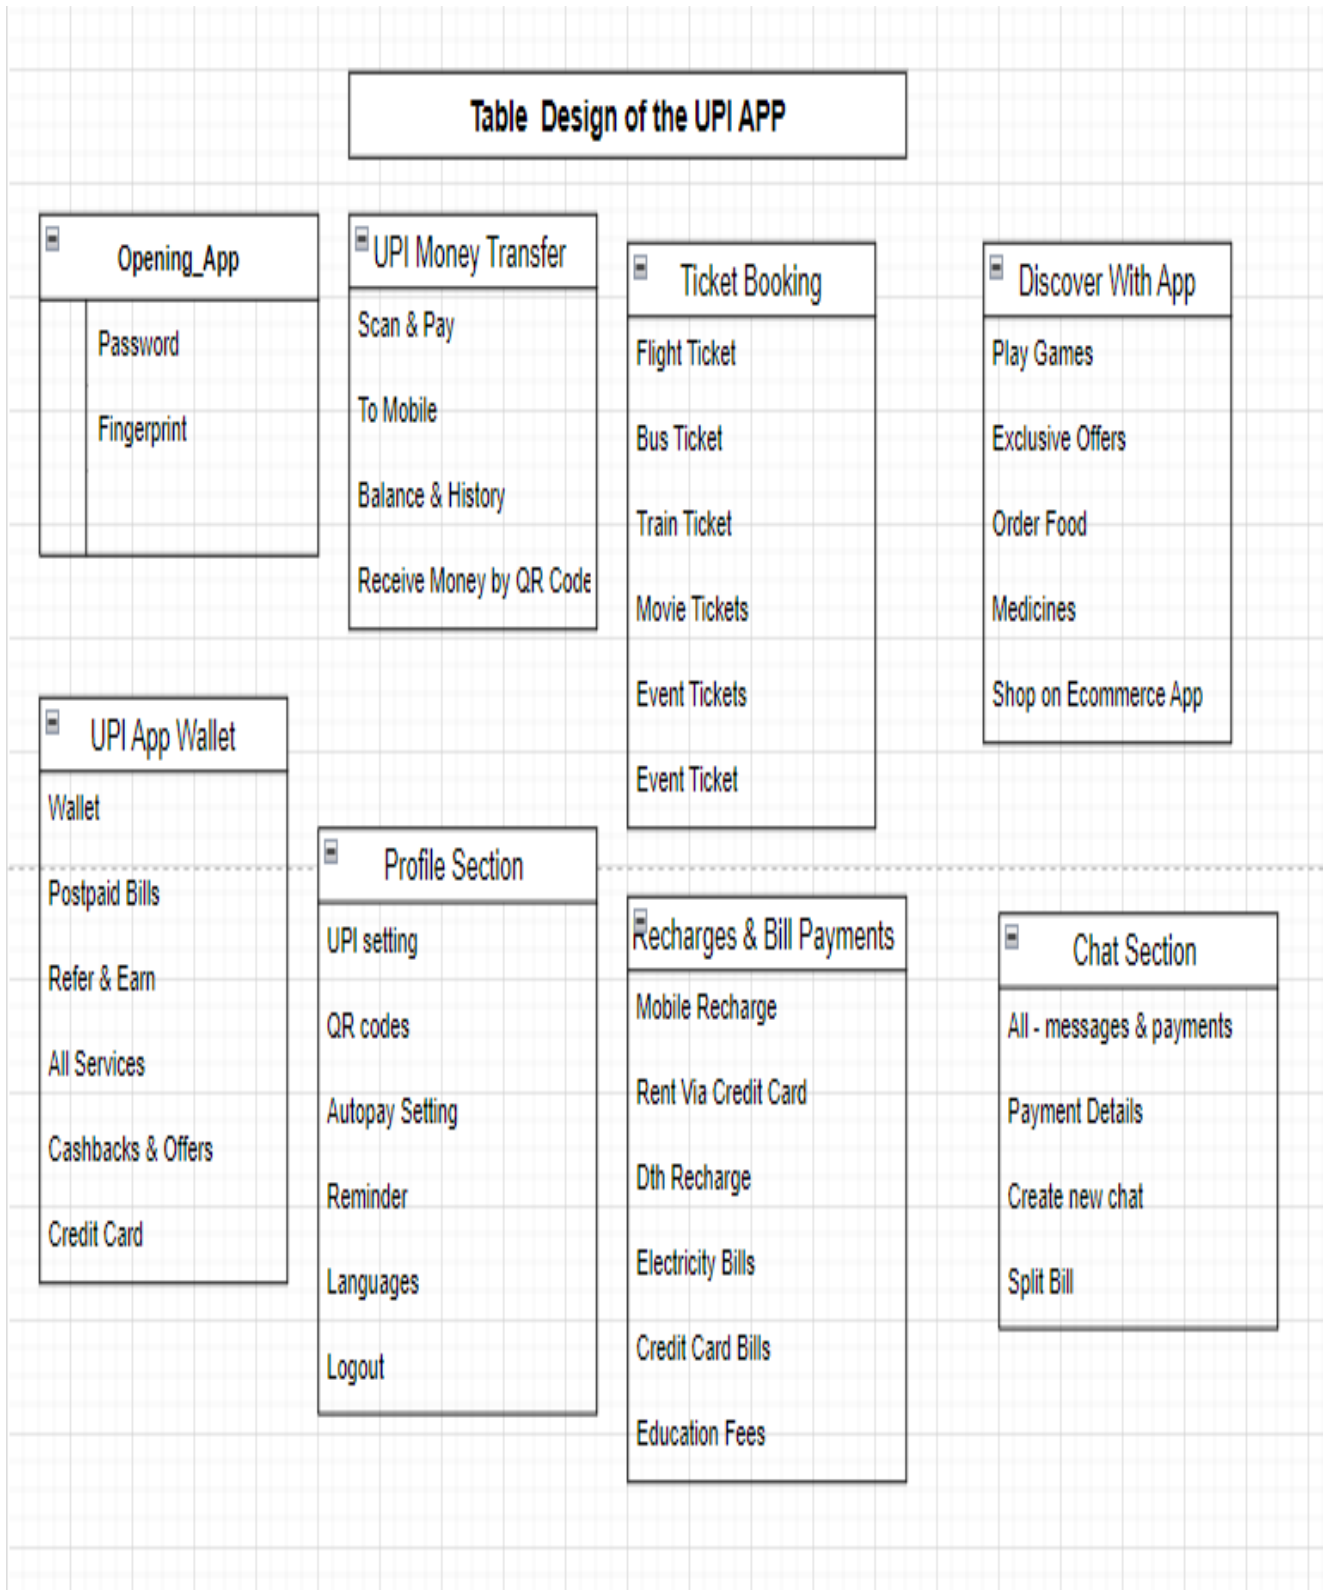 Table Design of the UPI APP
Opening_App
Password
Fingerprint
UPI Money Transfer
Scan & Pay
To Mobile
Balance & History
Receive Money by QR Code
Ticket Booking
Flight Ticket
Bus Ticket
Train Ticket
Movie Tickets
Event Tickets
Event Ticket
Discover With App
Play Games
Exclusive Offers
Order Food
Medicines
Shop on Ecommerce App
UPI App Wallet
Wallet
Postpaid Bills
Refer & Earn
All Services
Cashbacks & Offers
Credit Card
Profile Section
UPI setting
QR codes
Autopay Setting
Reminder
Languages
Logout
Recharges & Bill Payments
Mobile Recharge
Rent Via Credit Card
Dth Recharge
Electricity Bills
Credit Card Bills
Education Fees
Chat Section
All - messages & payments
Payment Details
Create new chat
Split Bill